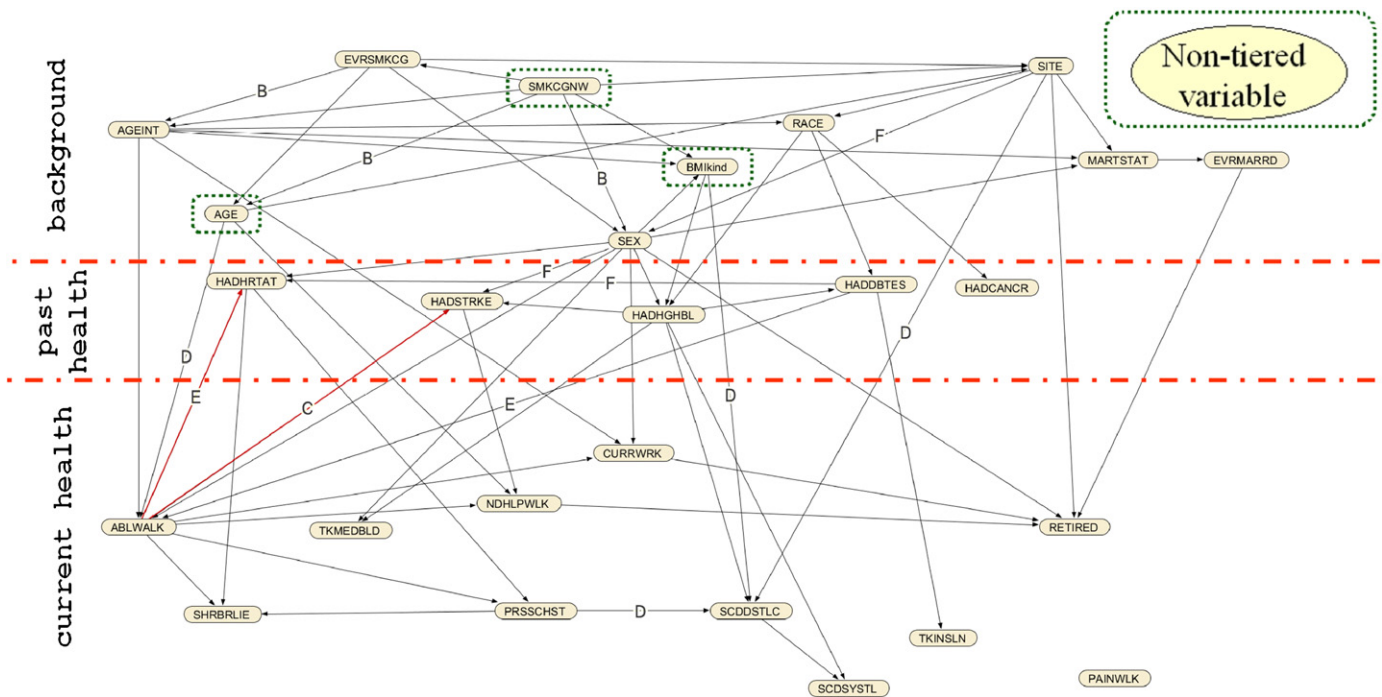 EVRSMKCG
SITE
Non-tiered
variable
SMKCGNW
B
AGEINT
RACE
F
background
B
B
BMIkind
MARTSTAT
EVRMARRD
AGE
SEX
HADHRTAT
F
F
HADDBTES
HADCANCR
HADSTRKE
HADHGHBL
past
health
D
D
E
C
E
D
CURRWRK
current health
NDHLPWLK
ABLWALK
TKMEDBLD
RETIRED
SHRBRLIE
PRSSCHST
D
SCDDSTLC
TKINSLN
SCDSYSTL
PAINWLK